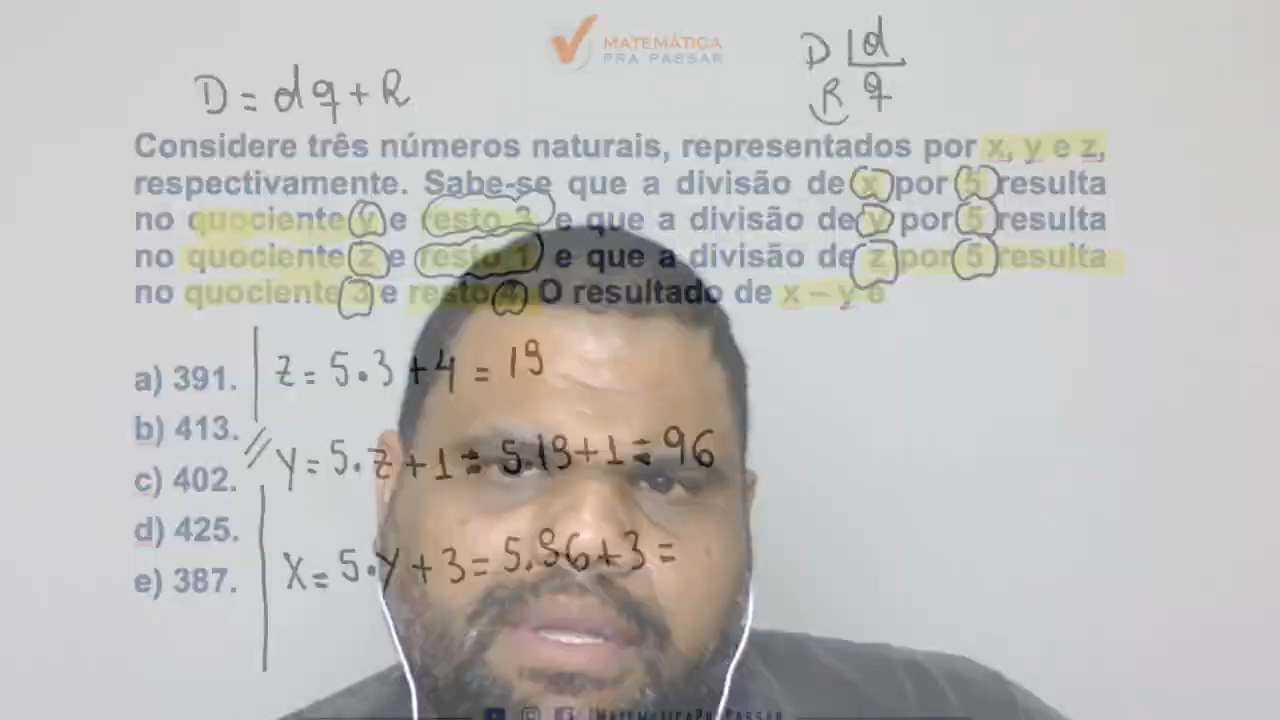 MATEMÁTICA
PRA PASSAR
D = dq + R
D d
R q
Considere três números naturais, representados por x, y e z,
respectivamente. Sabe-se que a divisão de x por 5 resulta
no quociente y e resto 3, e que a divisão de y por 5 resulta
no quociente z e resto 1, e que a divisão de z por 5 resulta
no quociente 3 e resto 4. O resultado de x – y é
a) 391.
b) 413.
c) 402.
d) 425.
e) 387.
z = 5.3 + 4 = 19
y = 5.z + 1 = 5.19 + 1 = 96
x = 5.y + 3 = 5.96 + 3 =
/MATEMÁTICAPRAPASSAR